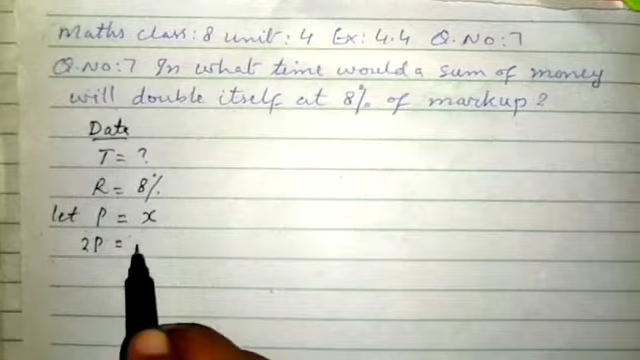 Maths class: 8 unit: 4 Ex: 4.4 Q.No:7
Q.No:7 In what time would a sum of money
will double itself at 8% of markup?
Data
T = ?
R = 8%
let P = x
2P =